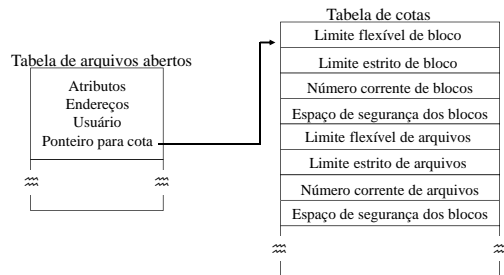 Tabela de cotas
Limite flexível de bloco
Limite estrito de bloco
Número corrente de blocos
Espaço de segurança dos blocos
Limite flexível de arquivos
Limite estrito de arquivos
Número corrente de arquivos
Espaço de segurança dos blocos
Tabela de arquivos abertos
Atributos
Endereços
Usuário
Ponteiro para cota